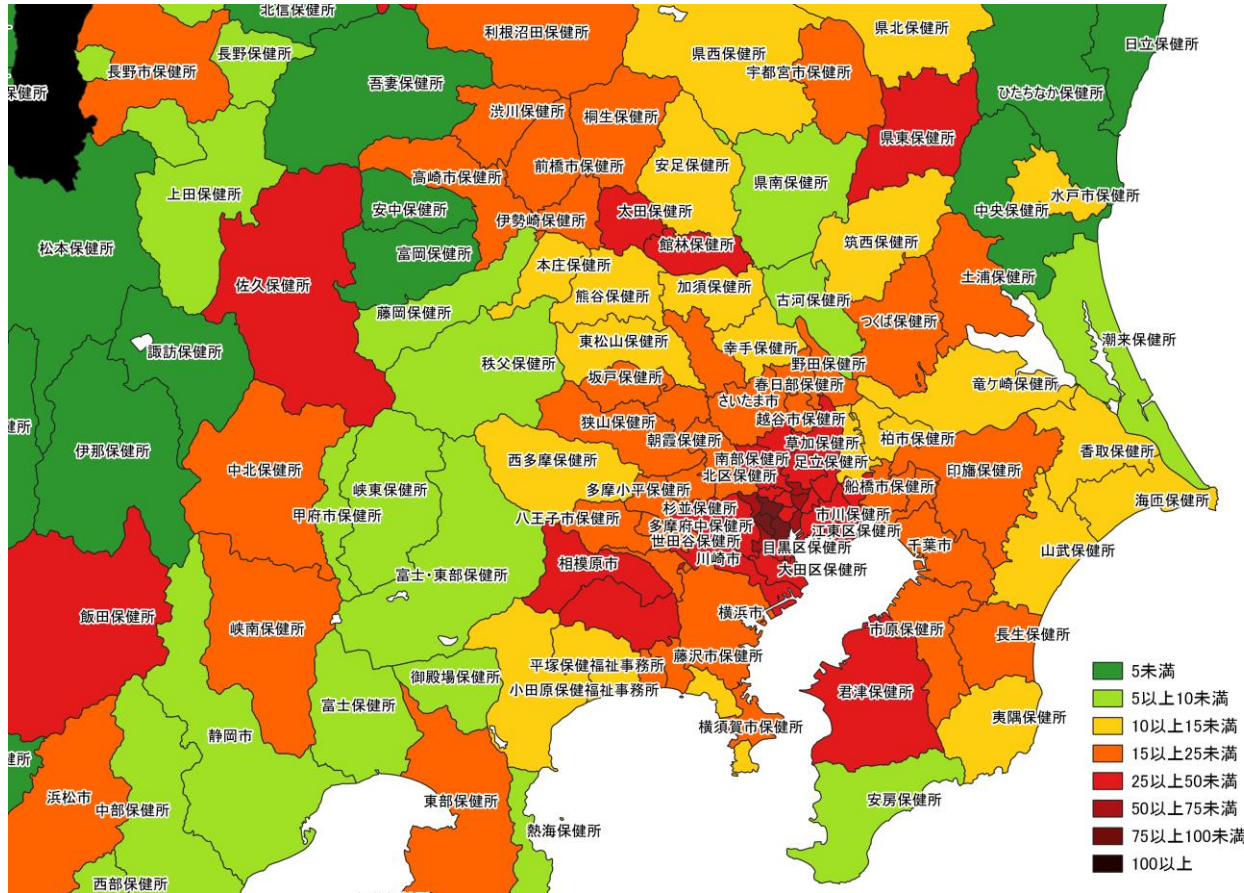 北信保健所
利根沼田保健所
県北保健所
県西保健所
日立保健所
長野保健所
長野市保健所
宇都宮市保健所
吾妻保健所
保健所
ひたちなか保健所
渋川保健所
桐生保健所
県東保健所
前橋市保健所
安足保健所
高崎市保健所
県南保健所
上田保健所
水戸市保健所
安中保健所
太田保健所
中央保健所
伊勢崎保健所
松本保健所
館林保健所
筑西保健所
富岡保健所
本庄保健所
土浦保健所
佐久保健所
加須保健所
熊谷保健所
古河保健所
藤岡保健所
つくば保健所
潮来保健所
東松山保健所
幸手保健所
諏訪保健所
秩父保健所
野田保健所
坂戸保健所
春日部保健所
竜ケ崎保健所
さいたま市
越谷市保健所
狭山保健所
健所
朝霞保健所
草加保健所
柏市保健所
伊那保健所
香取保健所
西多摩保健所
南部保健所
足立保健所
中北保健所
印旛保健所
北区保健所
峡東保健所
多摩小平保健所
船橋市保健所
海匝保健所
杉並保健所
市川保健所
甲府市保健所
八王子市保健所
多摩府中保健所
江東区保健所
世田谷保健所
千葉市
目黒区保健所
山武保健所
川崎市
相模原市
大田区保健所
富士・東部保健所
横浜市
飯田保健所
峡南保健所
市原保健所
長生保健所
藤沢市保健所
平塚保健福祉事務所
御殿場保健所
君津保健所
小田原保健福祉事務所
富士保健所
夷隅保健所
横須賀市保健所
静岡市
健所
浜松市
東部保健所
安房保健所
中部保健所
熱海保健所
西部保健所
5未満
5以上10未満
10以上15未満
15以上25未満
25以上50未満
50以上75未満
75以上100未満
100以上